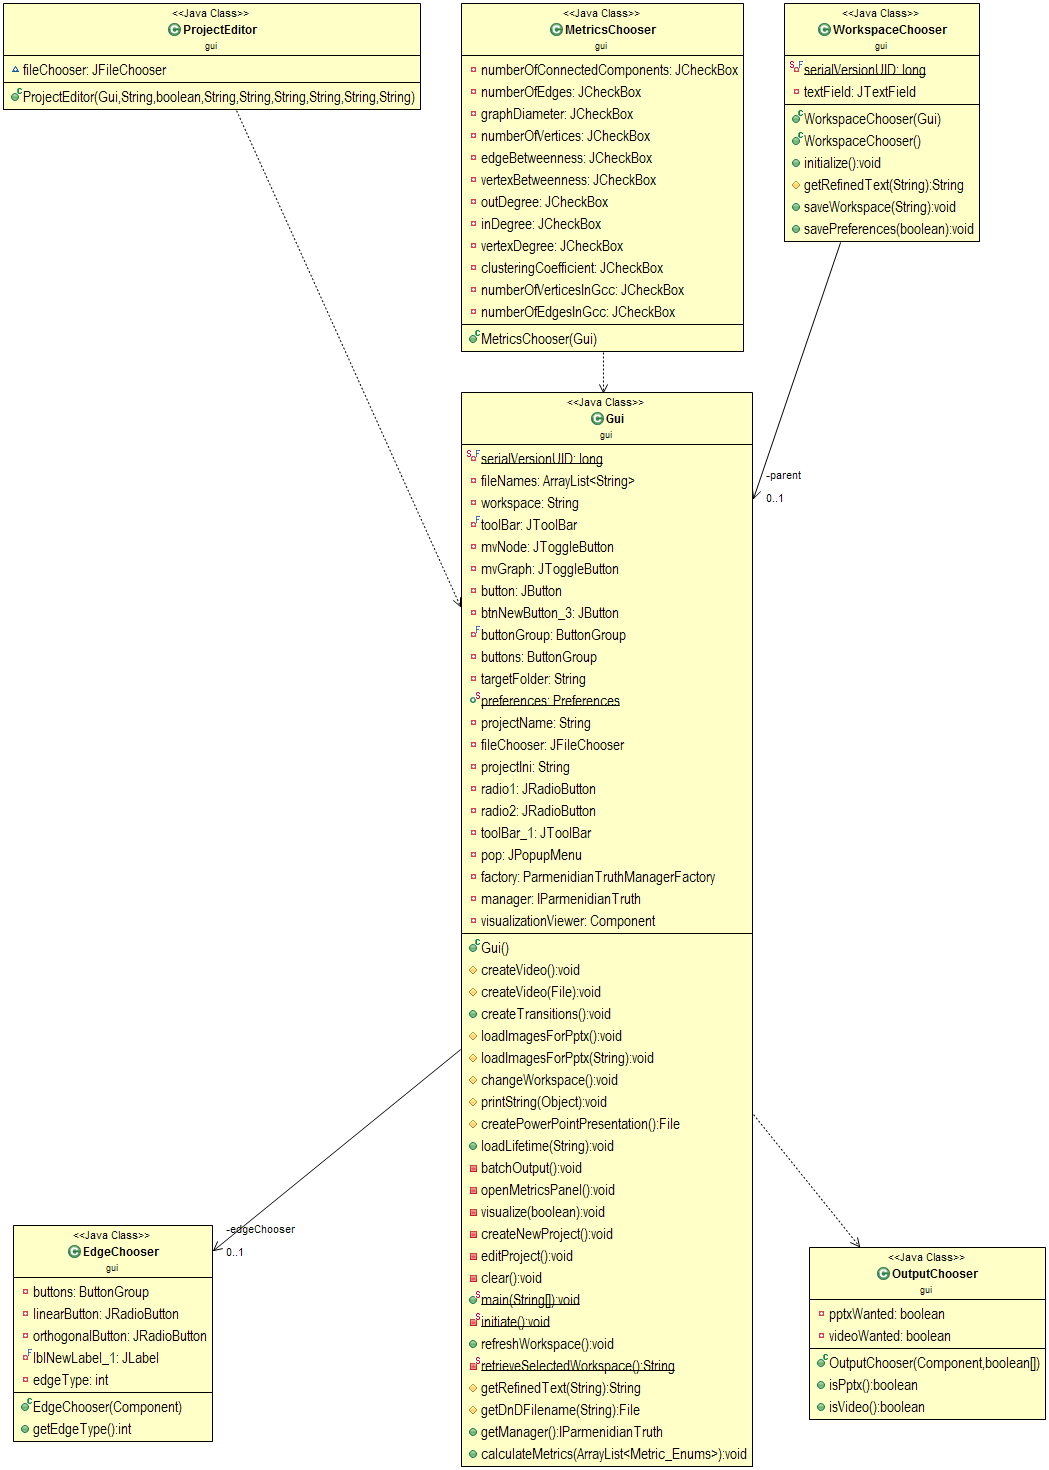 <<Java Class>>
ProjectEditor
gui
fileChooser: JFileChooser
ProjectEditor(Gui,String,boolean,String,String,String,String,String,String)
<<Java Class>>
MetricsChooser
gui
numberOfConnectedComponents: JCheckBox
numberOfEdges: JCheckBox
graphDiameter: JCheckBox
numberOfVertices: JCheckBox
edgeBetweenness: JCheckBox
vertexBetweenness: JCheckBox
outDegree: JCheckBox
inDegree: JCheckBox
vertexDegree: JCheckBox
clusteringCoefficient: JCheckBox
numberOfVerticesInGcc: JCheckBox
numberOfEdgesInGcc: JCheckBox
MetricsChooser(Gui)
<<Java Class>>
WorkspaceChooser
gui
serialVersionUID: long
textField: JTextField
WorkspaceChooser(Gui)
WorkspaceChooser()
initialize():void
getRefinedText(String):String
saveWorkspace(String):void
savePreferences(boolean):void
-parent
0..1
<<Java Class>>
Gui
gui
serialVersionUID: long
fileNames: ArrayList<String>
workspace: String
toolBar: JToolBar
mvNode: JToggleButton
mvGraph: JToggleButton
button: JButton
btnNewButton_3: JButton
buttonGroup: ButtonGroup
buttons: ButtonGroup
targetFolder: String
preferences: Preferences
projectName: String
fileChooser: JFileChooser
projectIni: String
radio1: JRadioButton
radio2: JRadioButton
toolBar_1: JToolBar
pop: JPopupMenu
factory: ParmenidianTruthManagerFactory
manager: IParmenidianTruth
visualizationViewer: Component
Gui()
createVideo():void
createVideo(File):void
createTransitions():void
loadImagesForPptx():void
loadImagesForPptx(String):void
changeWorkspace():void
printString(Object):void
createPowerPointPresentation():File
loadLifetime(String):void
batchOutput():void
openMetricsPanel():void
visualize(boolean):void
createNewProject():void
editProject():void
clear():void
main(String[]):void
initiate():void
refreshWorkspace():void
retrieveSelectedWorkspace():String
getRefinedText(String):String
getDnDFilename(String):File
getManager():IParmenidianTruth
calculateMetrics(ArrayList<Metric_Enums>):void
-edgeChooser
0..1
<<Java Class>>
EdgeChooser
gui
buttons: ButtonGroup
linearButton: JRadioButton
orthogonalButton: JRadioButton
lblNewLabel_1: JLabel
edgeType: int
EdgeChooser(Component)
getEdgeType():int
<<Java Class>>
OutputChooser
gui
pptxWanted: boolean
videoWanted: boolean
OutputChooser(Component,boolean[])
isPptx():boolean
isVideo():boolean